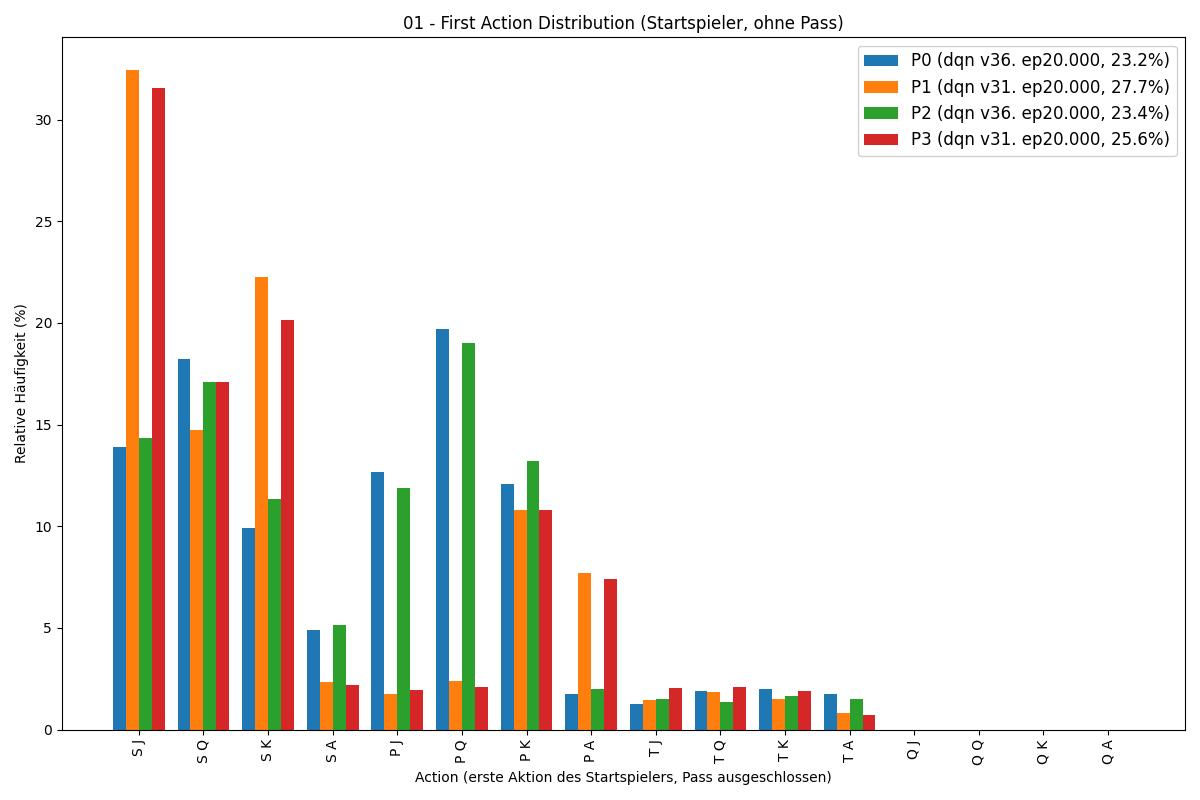 01 - First Action Distribution (Startspieler, ohne Pass)
P0 (dqn v36. ep20.000, 23.2%)
P1 (dqn v31. ep20.000, 27.7%)
P2 (dqn v36. ep20.000, 23.4%)
P3 (dqn v31. ep20.000, 25.6%)
Relative Häufigkeit (%)
30
25
20
15
10
5
0
S J
S Q
S K
S A
P J
P Q
P K
P A
T J
T Q
T K
T A
Q J
Q Q
Q K
Q A
Action (erste Aktion des Startspielers, Pass ausgeschlossen)